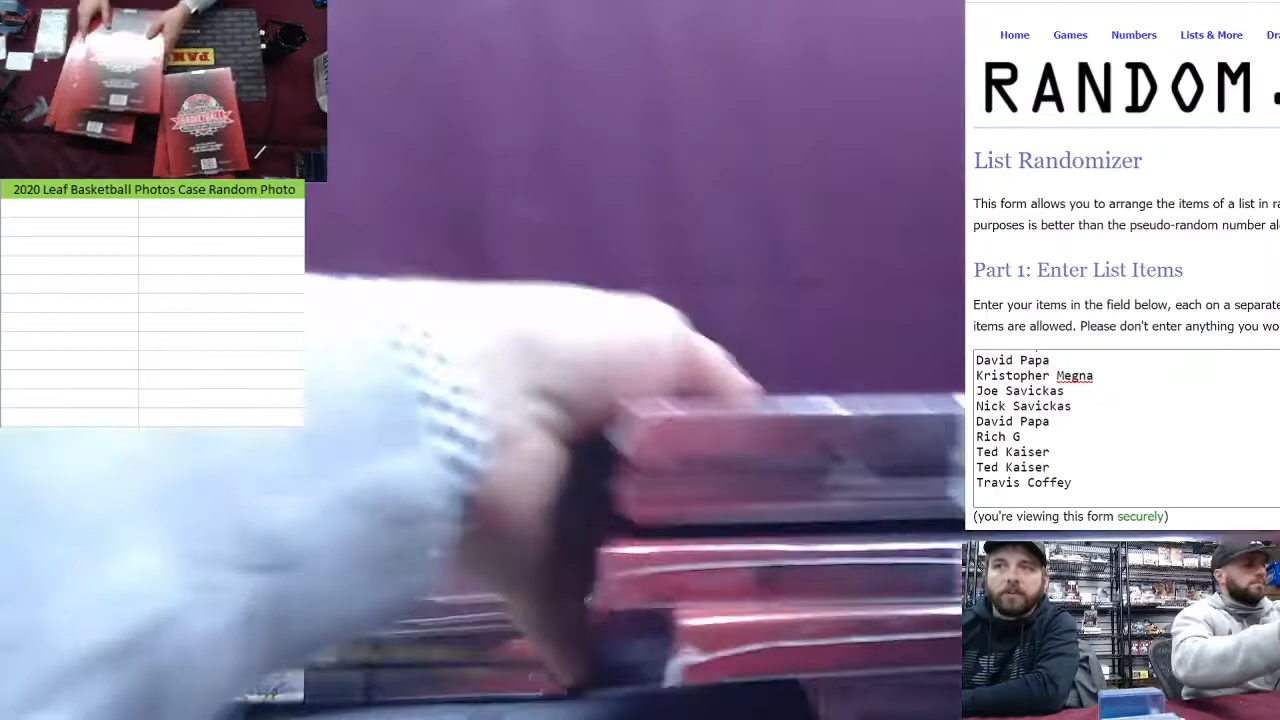 BASKETBALL
2020 Leaf Basketball Photos Case Random Photo
Home Games Numbers Lists & More
RANDOM.
List Randomizer
This form allows you to arrange the items of a list in
purposes is better than the pseudo-random number
Part 1: Enter List Items
Enter your items in the field below, each on a separate
items are allowed. Please don't enter anything you
David Papa
Kristopher Megna
Joe Savickas
Nick Savickas
David Papa
Rich G
Ted Kaiser
Ted Kaiser
Travis Coffey
(you're viewing this form securely)